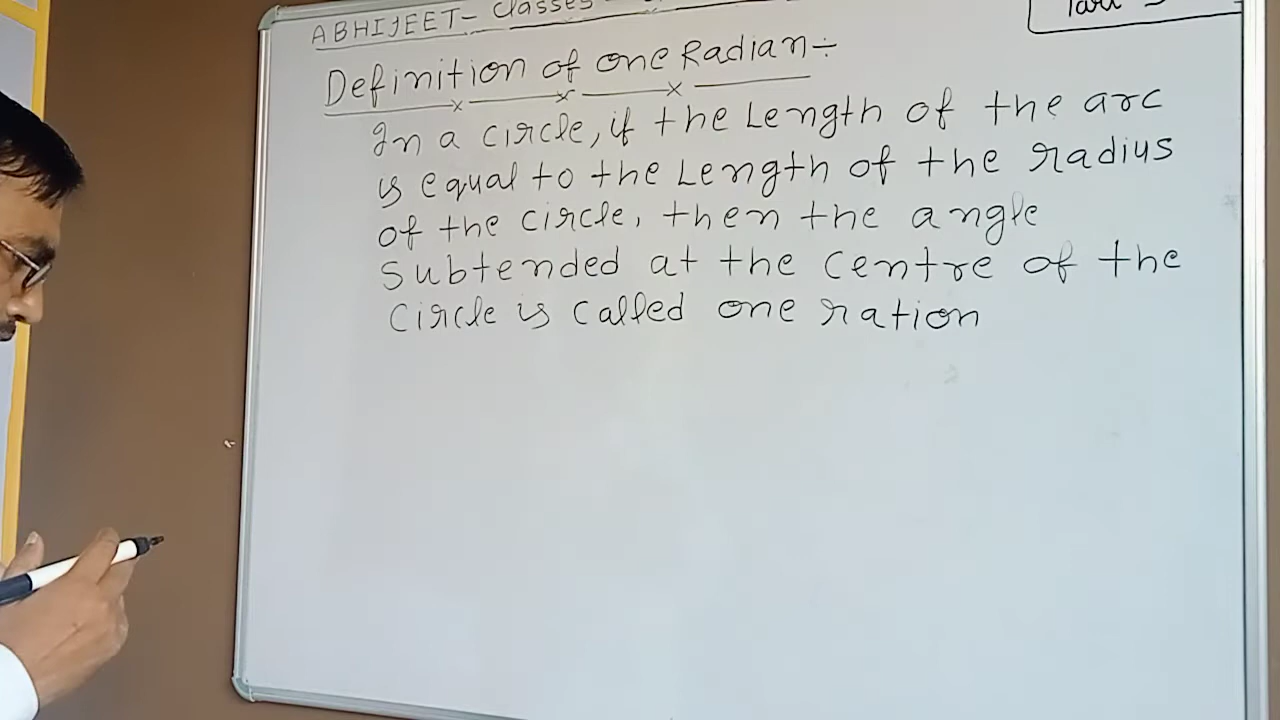 ABHIJEET- Classes
Part
Definition of one Radian÷
In a circle, if the Length of the arc
is equal to the Length of the radius
of the circle, then the angle
subtended at the centre of the
circle is called one ration